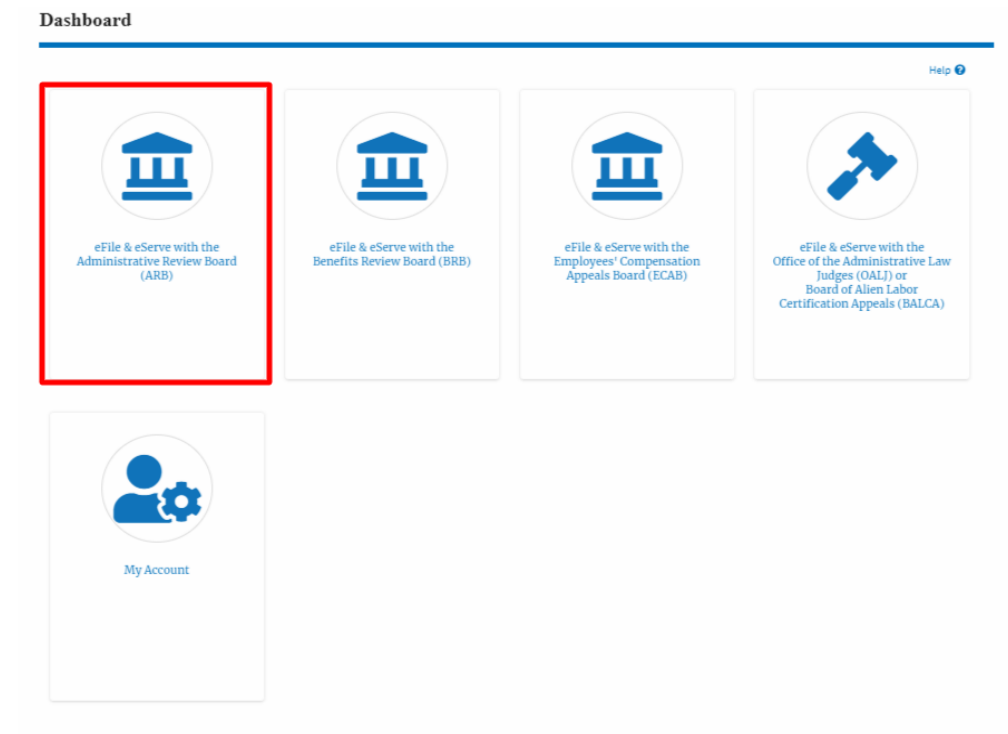 Dashboard
Help
eFile & eServe with the
Administrative Review Board
(ARB)
eFile & eServe with the
Benefits Review Board (BRB)
eFile & eServe with the
Employees' Compensation
Appeals Board (ECAB)
eFile & eServe with the
Office of the Administrative Law
Judges (OALJ) or
Board of Alien Labor
Certification Appeals (BALCA)
My Account